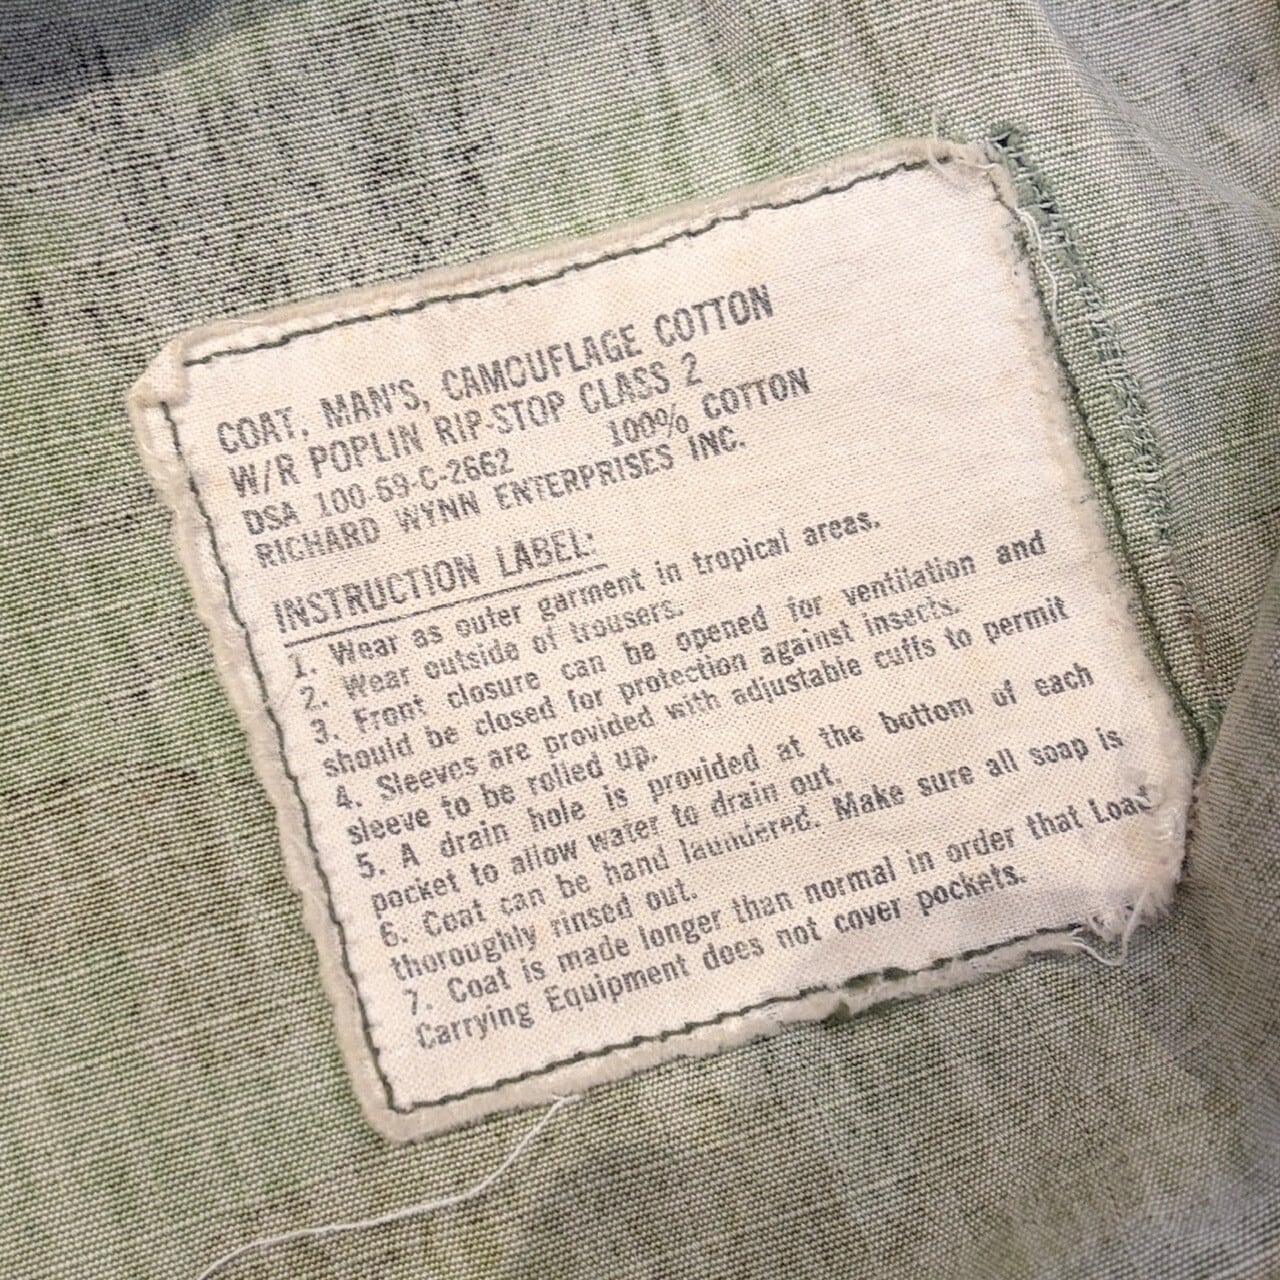 COAT, MAN'S, CAMOUFLAGE COTTON
W/R POPLIN RIP-STOP CLASS 2
DSA 100-69-C-2662 100% COTTON
RICHARD WYNN ENTERPRISES INC.
INSTRUCTION LABEL:
1. Wear as outer garment in tropical areas.
2. Wear outside of trousers.
3. Front closure can be opened for ventilation and
should be closed for protection against insects.
4. Sleeves are provided with adjustable cuffs to permit
sleeve to be rolled up.
5. A drain hole is provided at the bottom of each
pocket to allow water to drain out.
6. Coat can be hand laundered. Make sure all soap is
thoroughly rinsed out.
7. Coat is made longer than normal in order that Load
Carrying Equipment does not cover pockets.